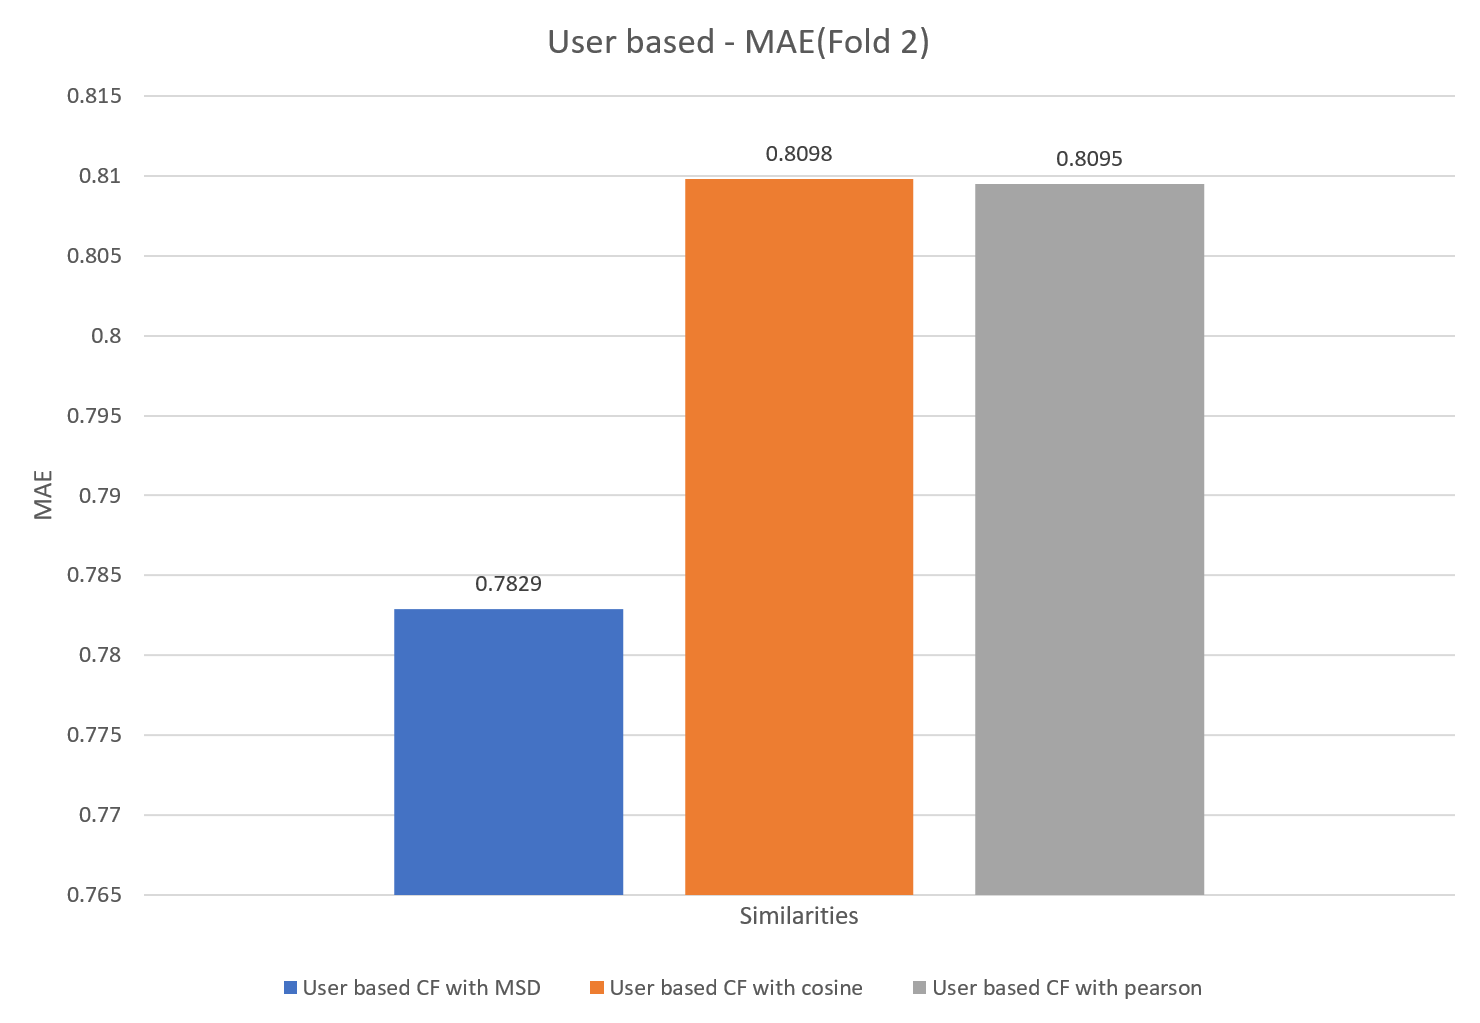 User based - MAE(Fold 2)
0.815
0.81
0.805
0.8
0.795
0.79
0.785
0.78
0.775
0.77
0.765
MAE
0.7829
0.8098
0.8095
Similarities
User based CF with MSD
User based CF with cosine
User based CF with pearson